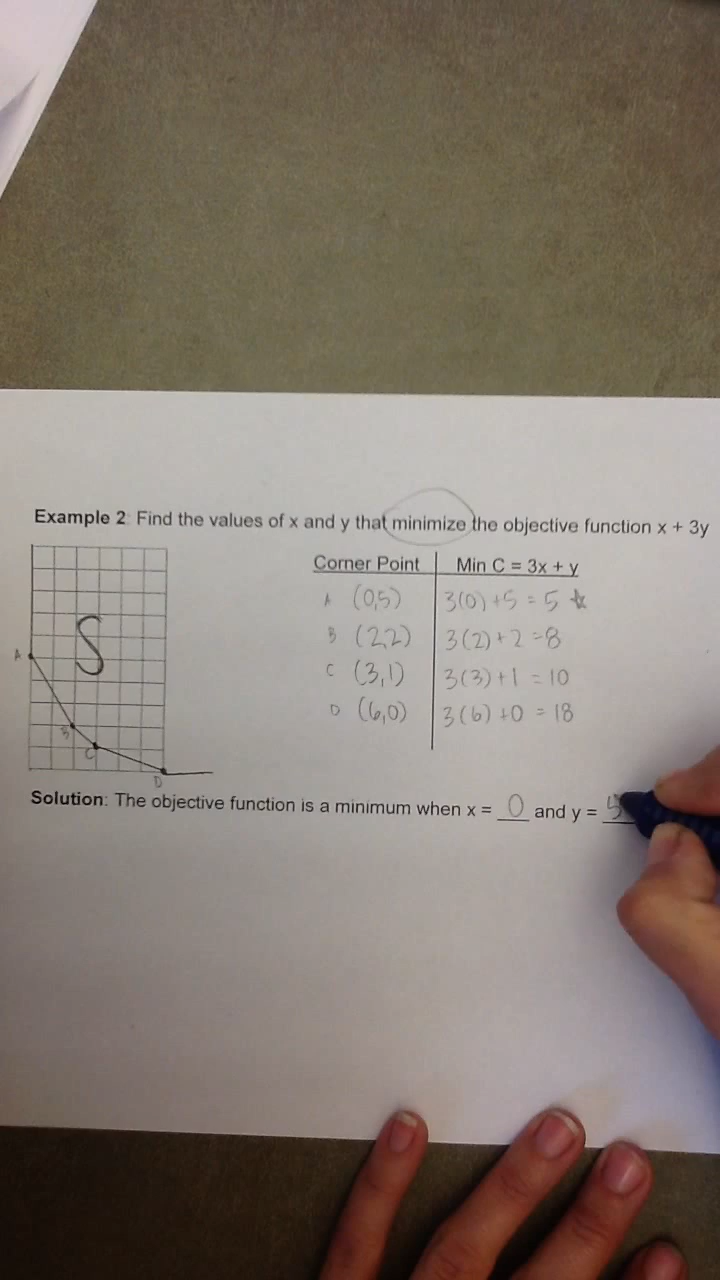 Example 2: Find the values of x and y that minimize the objective function x + 3y
Corner Point Min C = 3x + y
A (0,5) 3(0)+5 = 5 ☆
B (2,2) 3(2)+2 =8
C (3,1) 3(3)+1 = 10
D (6,0) 3(6)+0 = 18
S
A
B
C
D
Solution: The objective function is a minimum when x = 0 and y = 5